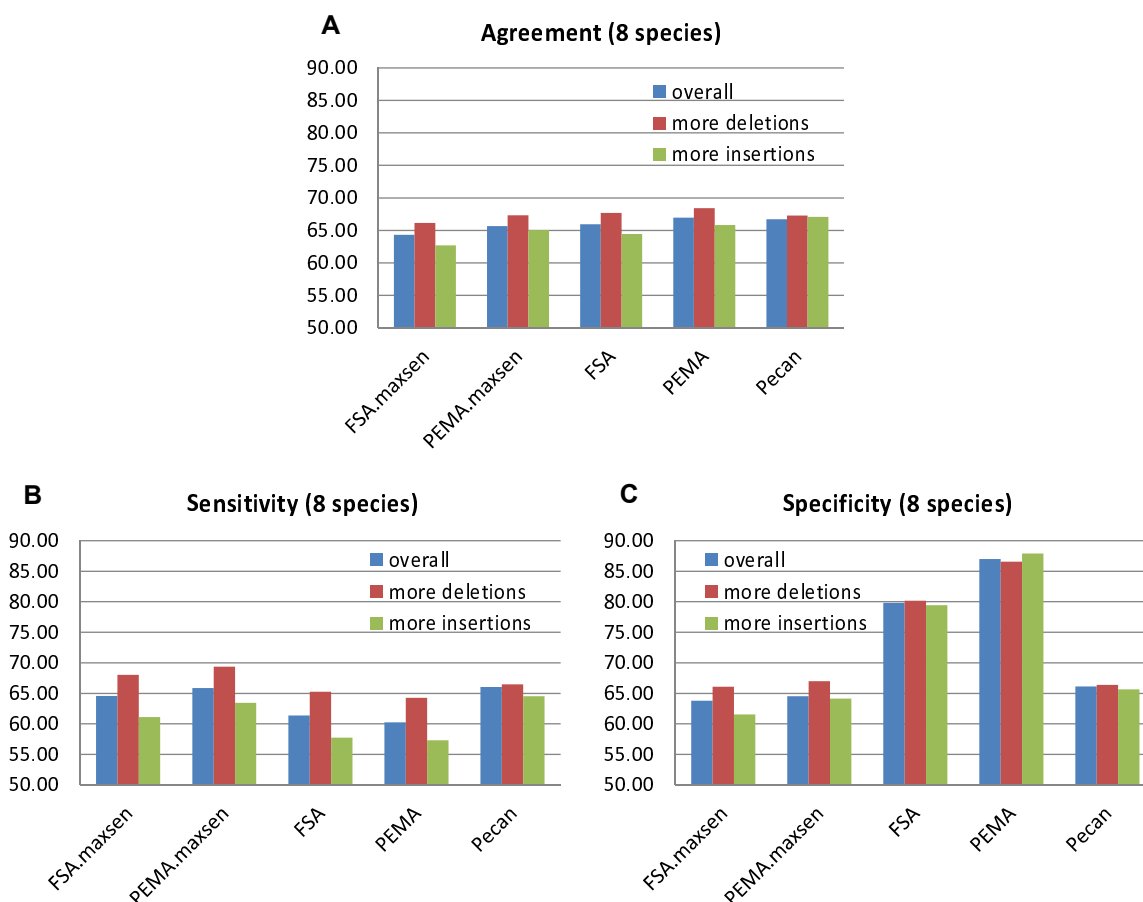 A
Agreement (8 species)
90.00
85.00
80.00
75.00
70.00
65.00
60.00
55.00
50.00
overall
more deletions
more insertions
FSA.maxsen
PEMA.maxsen
FSA
PEMA
Pecan
B
Sensitivity (8 species)
90.00
85.00
80.00
75.00
70.00
65.00
60.00
55.00
50.00
overall
more deletions
more insertions
FSA.maxsen
PEMA.maxsen
FSA
PEMA
Pecan
C
Specificity (8 species)
90.00
85.00
80.00
75.00
70.00
65.00
60.00
55.00
50.00
overall
more deletions
more insertions
FSA.maxsen
PEMA.maxsen
FSA
PEMA
Pecan